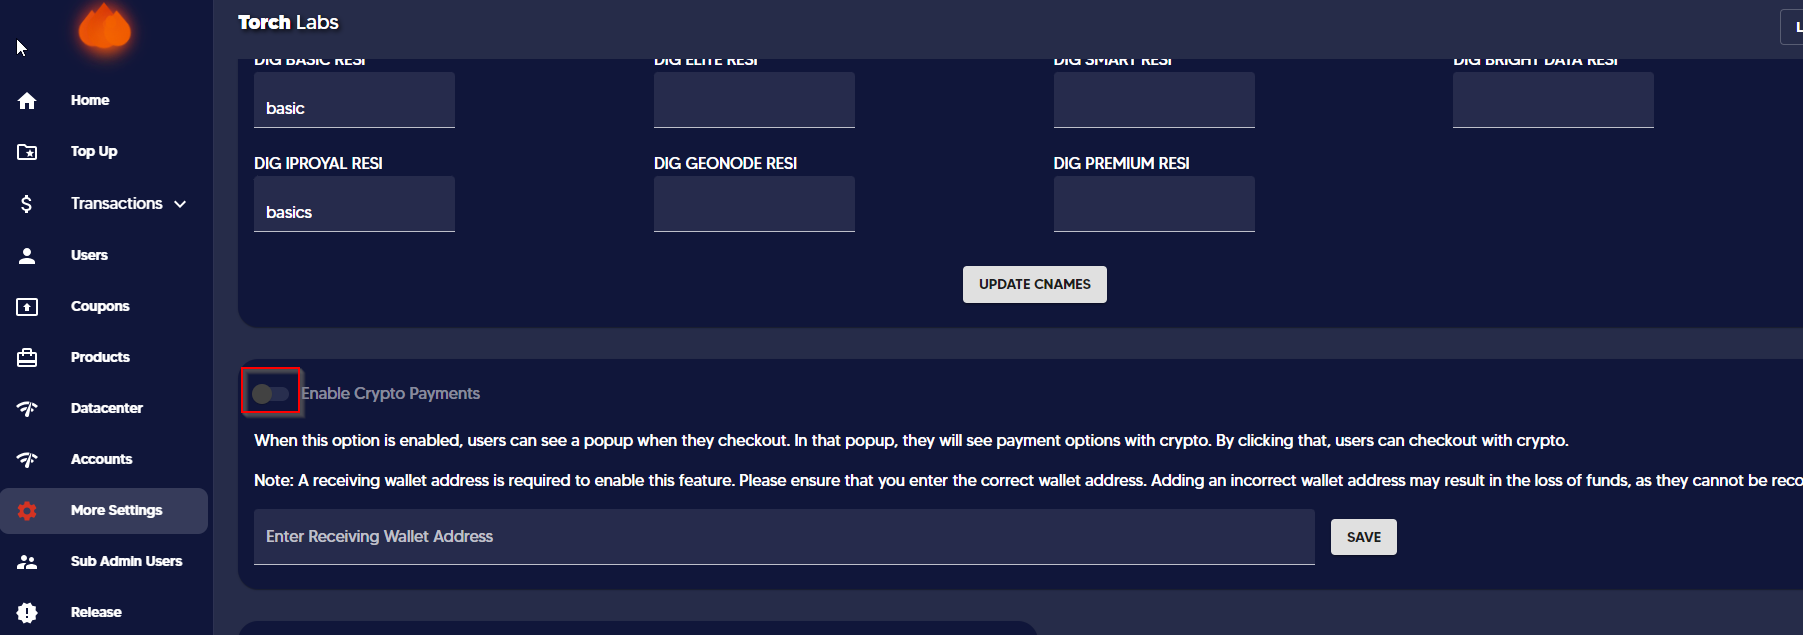 Torch Labs
L
DIG BASIC RESI
DIG ELITE RESI
DIG SMART RESI
DIG BRIGHT DATA RESI
basic
DIG IPROYAL RESI
DIG GEONODE RESI
DIG PREMIUM RESI
basics
UPDATE CNAMES
Home
Top Up
Transactions
Users
Coupons
Products
Datacenter
Accounts
More Settings
Sub Admin Users
Release
Enable Crypto Payments
When this option is enabled, users can see a popup when they checkout. In that popup, they will see payment options with crypto. By clicking that, users can checkout with crypto.
Note: A receiving wallet address is required to enable this feature. Please ensure that you enter the correct wallet address. Adding an incorrect wallet address may result in the loss of funds, as they cannot be reco
Enter Receiving Wallet Address
SAVE